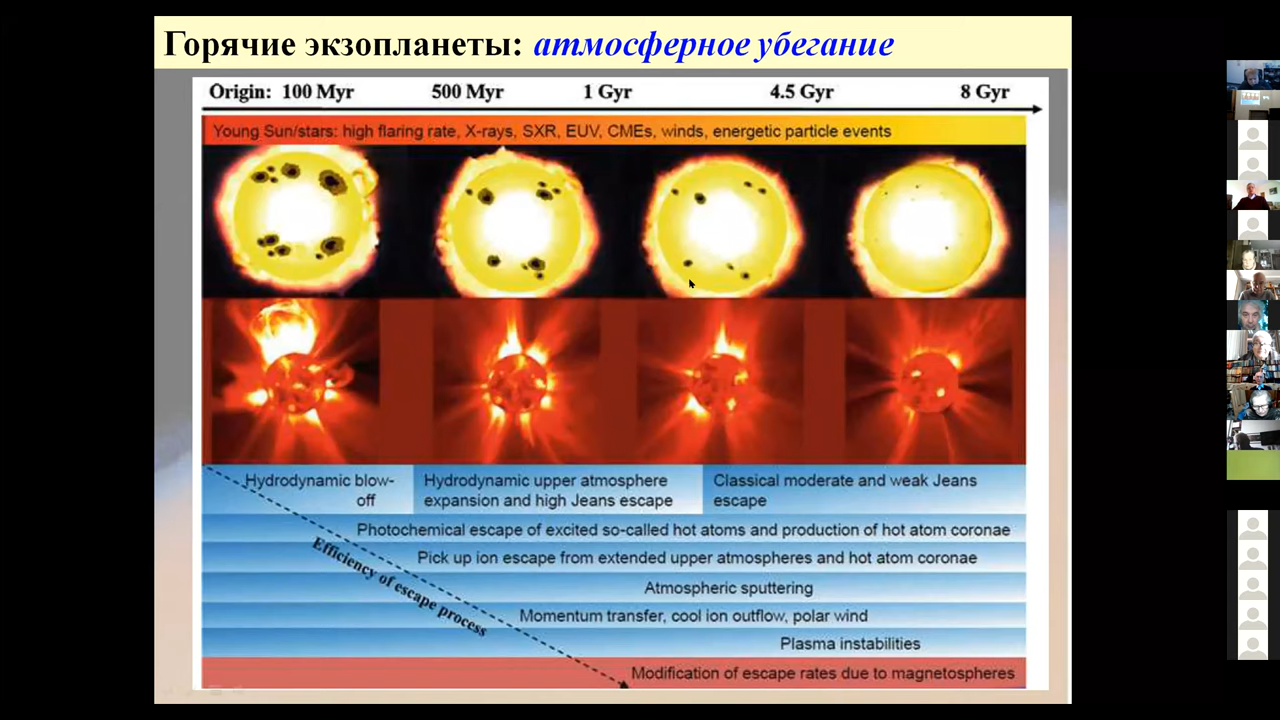 Горячие экзопланеты: атмосферное убегание
Origin: 100 Myr 500 Myr 1 Gyr 4.5 Gyr 8 Gyr
Young Sun/stars: high flaring rate, X-rays, SXR, EUV, CMEs, winds, energetic particle events
Hydrodynamic blow-
off
Hydrodynamic upper atmosphere
expansion and high Jeans escape
Classical moderate and weak Jeans
escape
Photochemical escape of excited so-called hot atoms and production of hot atom coronae
Pick up ion escape from extended upper atmospheres and hot atom coronae
Efficiency of escape process
Atmospheric sputtering
Momentum transfer, cool ion outflow, polar wind
Plasma instabilities
Modification of escape rates due to magnetospheres